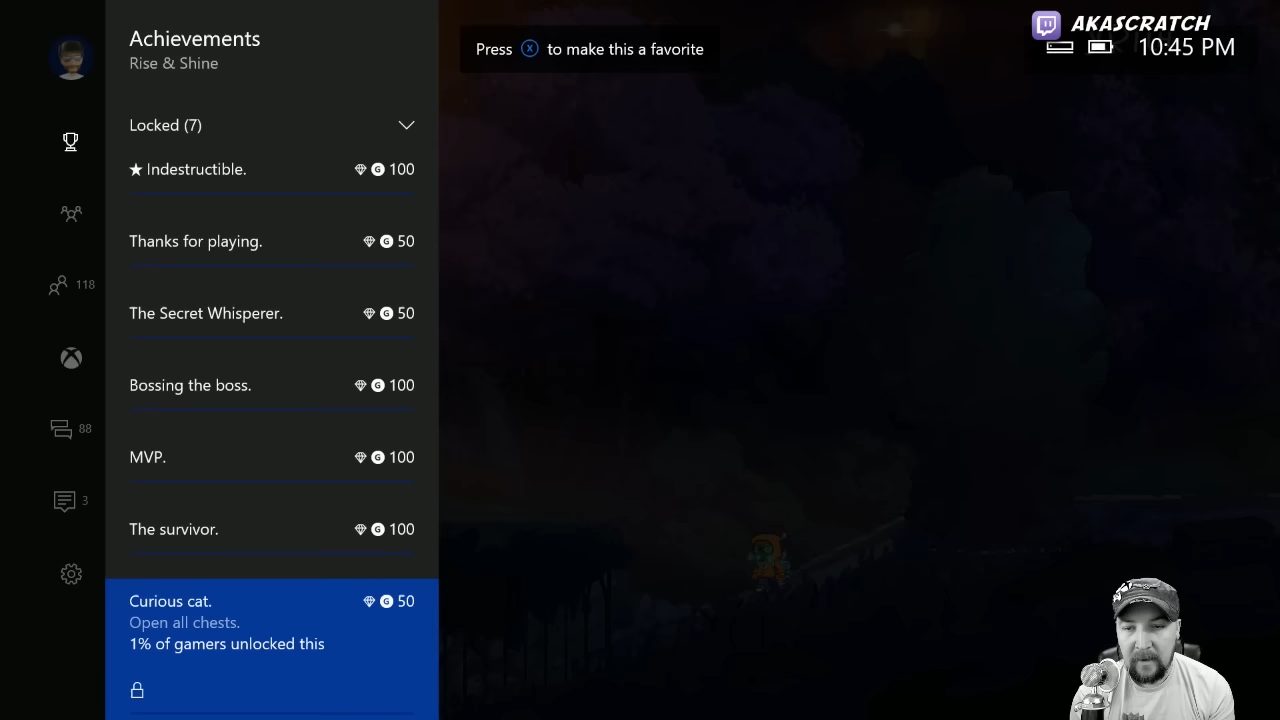 Achievements
Rise & Shine
Press X to make this a favorite
AKASCRATCH
10:45 PM
Locked (7)
★ Indestructible. G 100
Thanks for playing. G 50
118
The Secret Whisperer. G 50
Bossing the boss. G 100
88
MVP. G 100
3
The survivor. G 100
Curious cat. G 50
Open all chests.
1% of gamers unlocked this